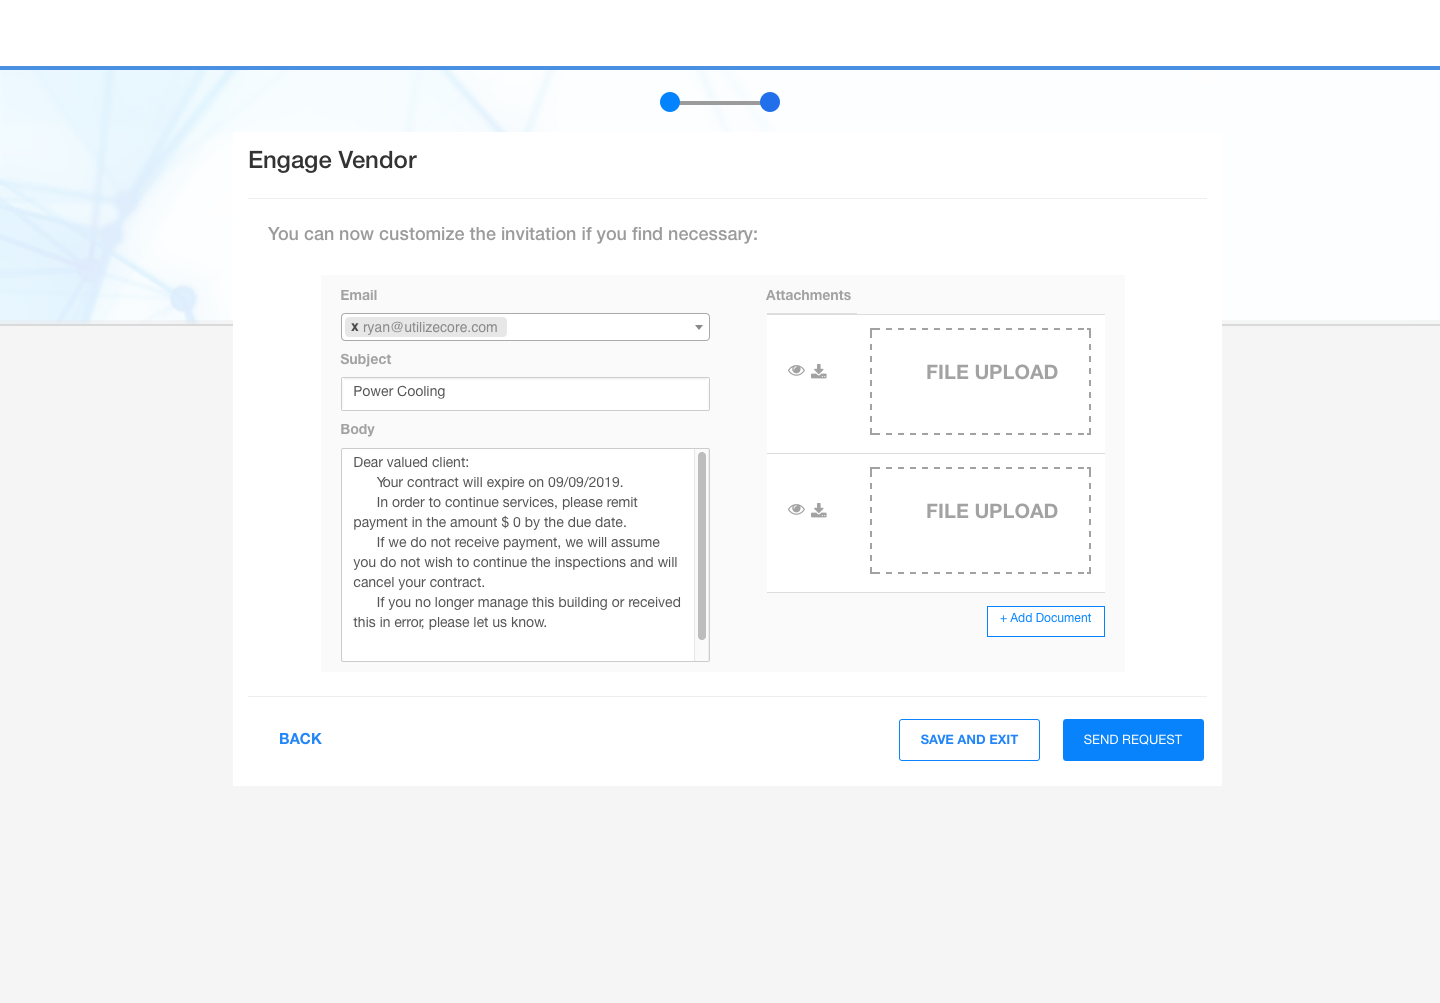 Engage Vendor
You can now customize the invitation if you find necessary:
Email
x ryan@utilizecore.com
Subject
Power Cooling
Body
Dear valued client:
Your contract will expire on 09/09/2019.
In order to continue services, please remit
payment in the amount $ 0 by the due date.
If we do not receive payment, we will assume
you do not wish to continue the inspections and will
cancel your contract.
If you no longer manage this building or received
this in error, please let us know.
Attachments
FILE UPLOAD
FILE UPLOAD
+ Add Document
BACK
SAVE AND EXIT
SEND REQUEST